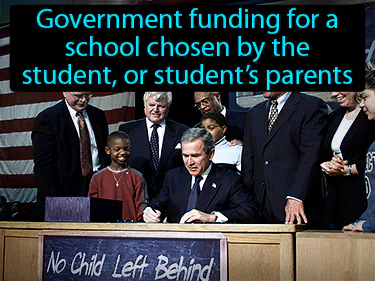 Government funding for a
school chosen by the
student, or student's parents
No Child Left Behind